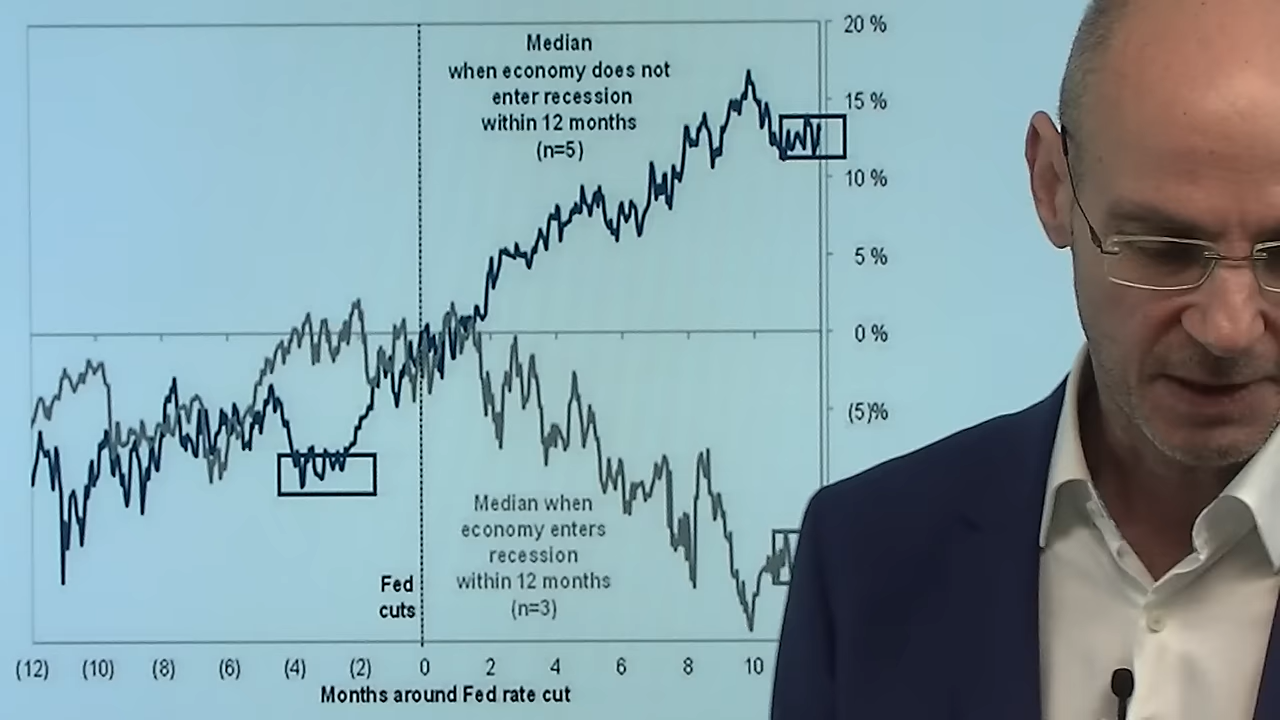 Median
when economy does not
enter recession
within 12 months
(n=5)
20 %
15 %
10 %
5 %
0 %
(5)%
Median when
economy enters
recession
within 12 months
(n=3)
Fed
cuts
(12) (10) (8) (6) (4) (2) 0 2 4 6 8 10
Months around Fed rate cut